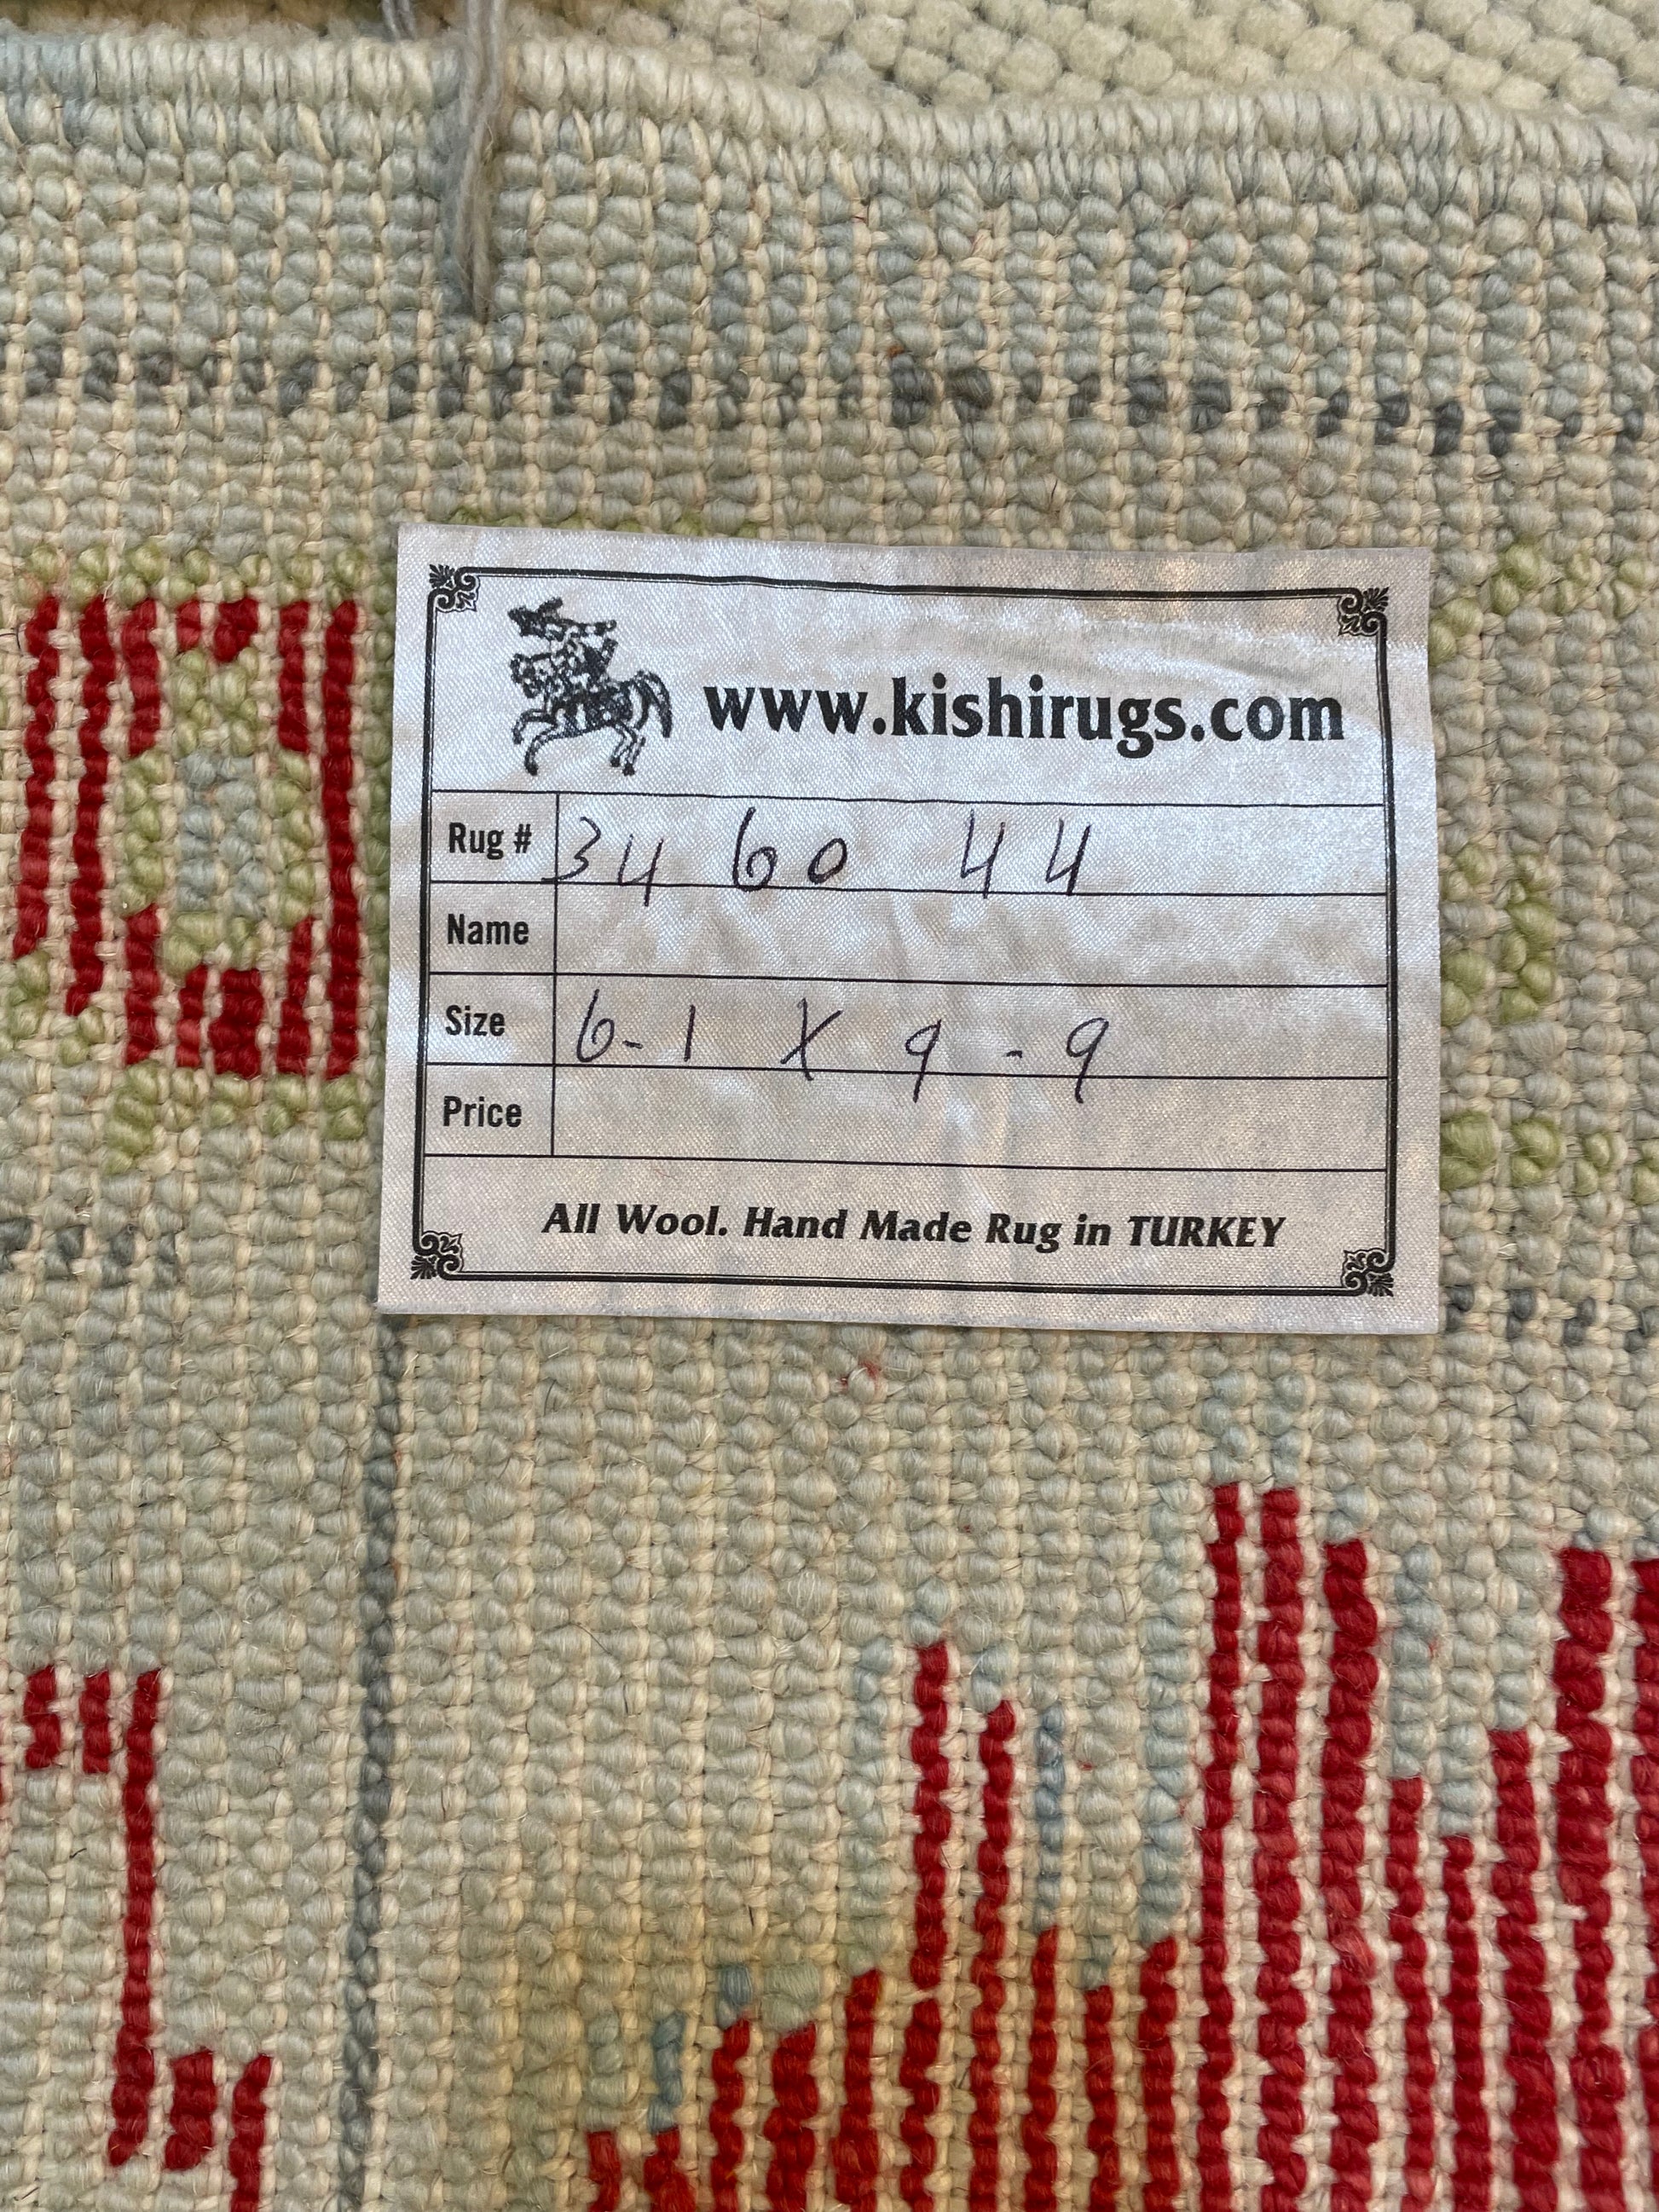 www.kishirugs.com
Rug # 34 60 44
Name
Size 6-1 X 9-9
Price
All Wool. Hand Made Rug in TURKEY